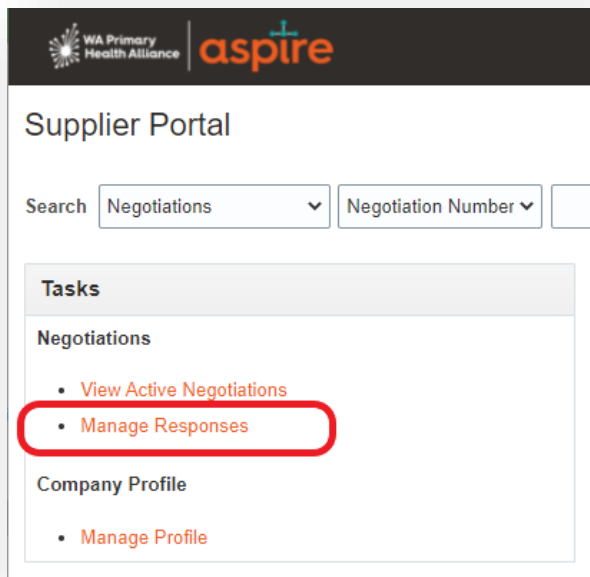 WA Primary
Health Alliance
aspire
Supplier Portal
Search Negotiations Negotiation Number
Tasks
Negotiations
View Active Negotiations
Manage Responses
Company Profile
Manage Profile